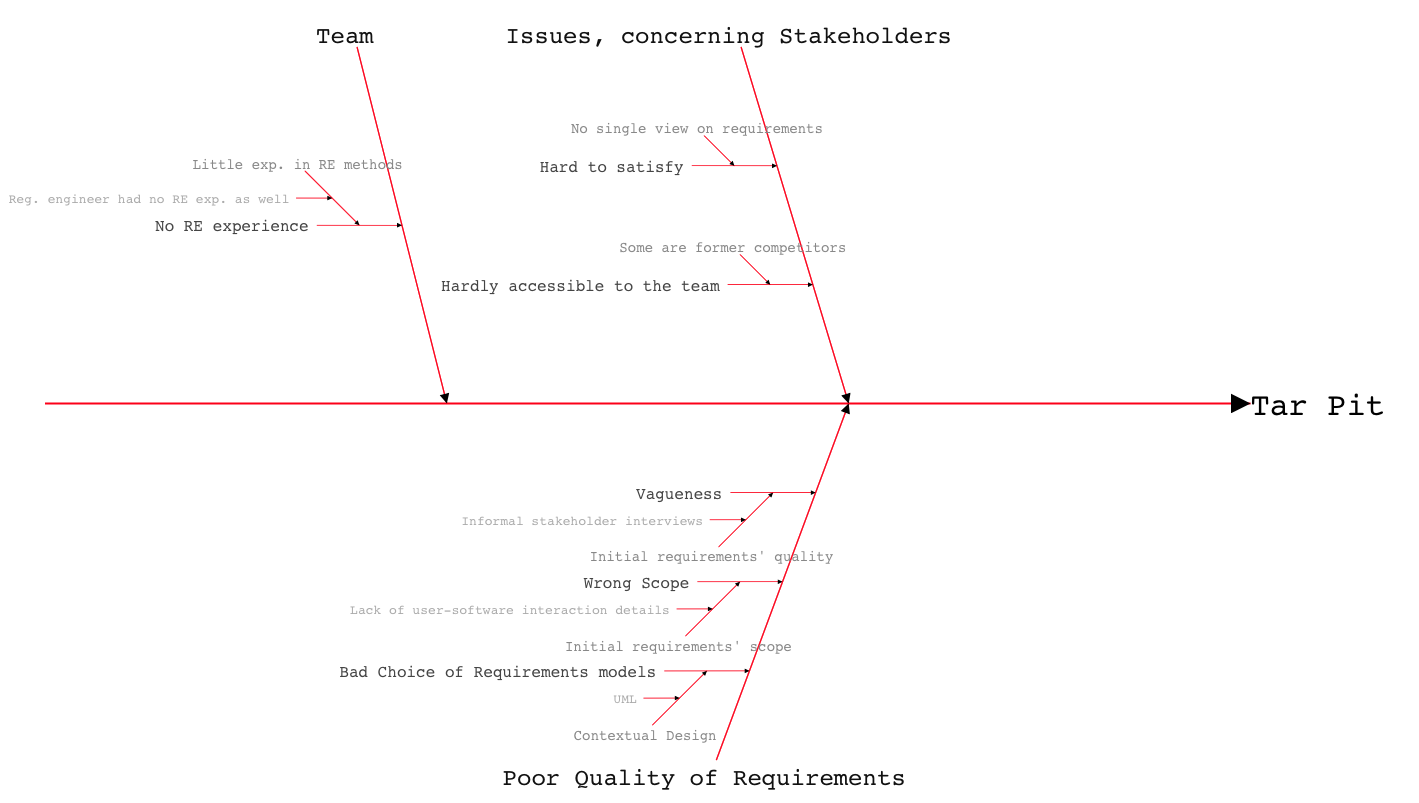 Team
Issues, concerning Stakeholders
No single view on requirements
Little exp. in RE methods
Hard to satisfy
Reg. engineer had no RE exp. as well
No RE experience
Some are former competitors
Hardly accessible to the team
Tar Pit
Vagueness
Informal stakeholder interviews
Initial requirements' quality
Wrong Scope
Lack of user-software interaction details
Initial requirements' scope
Bad Choice of Requirements models
UML
Contextual Design
Poor Quality of Requirements